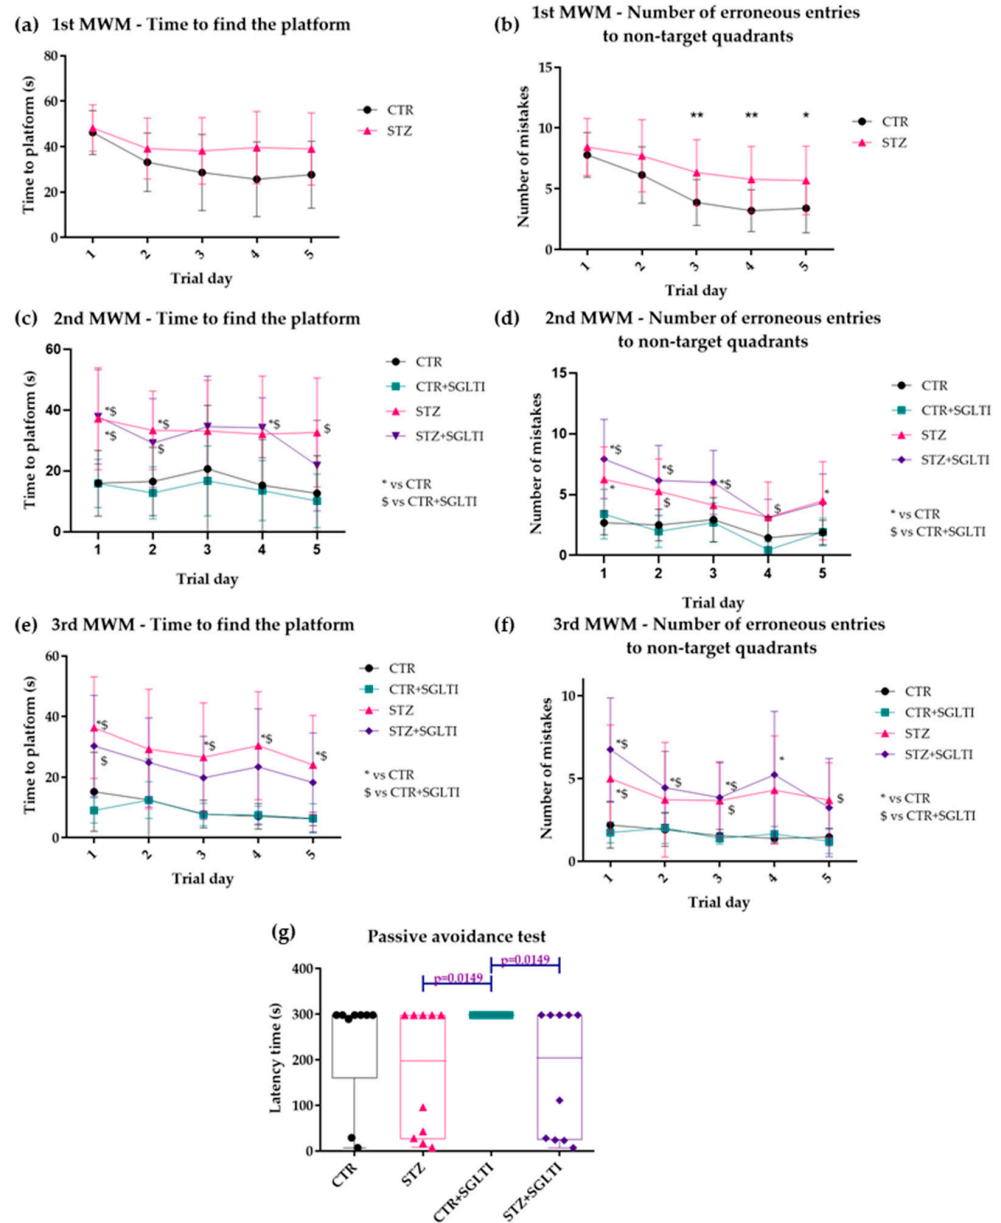 (a) 1st MWM - Time to find the platform
80
60
40
20
0
Time to platform (s)
1 2 3 4 5
Trial day
CTR
STZ
(b) 1st MWM - Number of erroneous entries
to non-target quadrants
15
10
5
0
Number of mistakes
** ** *
1 2 3 4 5
Trial day
CTR
STZ
(c) 2nd MWM - Time to find the platform
60
40
20
0
Time to platform (s)
*$ *$ *$ $
*$ $
1 2 3 4 5
Trial day
CTR
CTR+SGLTI
STZ
STZ+SGLTI
* vs CTR
$ vs CTR+SGLTI
(d) 2nd MWM - Number of erroneous entries
to non-target quadrants
15
10
5
0
Number of mistakes
*$ *$ *$ $ *
* $
1 2 3 4 5
Trial day
CTR
CTR+SGLTI
STZ
STZ+SGLTI
* vs CTR
$ vs CTR+SGLTI
(e) 3rd MWM - Time to find the platform
60
40
20
0
Time to platform (s)
*$ *$ *$ *$
$
1 2 3 4 5
Trial day
CTR
CTR+SGLTI
STZ
STZ+SGLTI
* vs CTR
$ vs CTR+SGLTI
(f) 3rd MWM - Number of erroneous entries
to non-target quadrants
10
5
0
Number of mistakes
*$ *$ *$ * $
*$ $
1 2 3 4 5
Trial day
CTR
CTR+SGLTI
STZ
STZ+SGLTI
* vs CTR
$ vs CTR+SGLTI
(g) Passive avoidance test
400
300
200
100
0
Latency time (s)
p=0.0149
p=0.0149
CTR
STZ
CTR+SGLTI
STZ+SGLTI